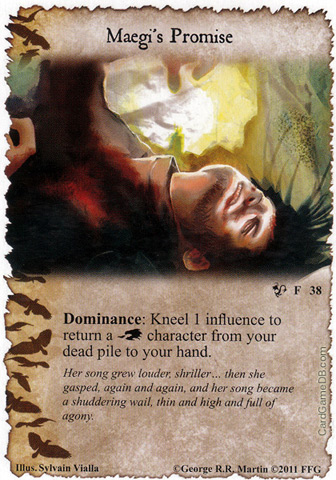 Maegi's Promise
F 38
Dominance: Kneel 1 influence to
return a character from your
dead pile to your hand.
Her song grew louder, shriller... then she
gasped, again and again, and her song became
a shuddering wail, thin and high and full of
agony.
CardGameDB.com
Illus. Sylvain Vialla ©George R.R. Martin ©2011 FFG